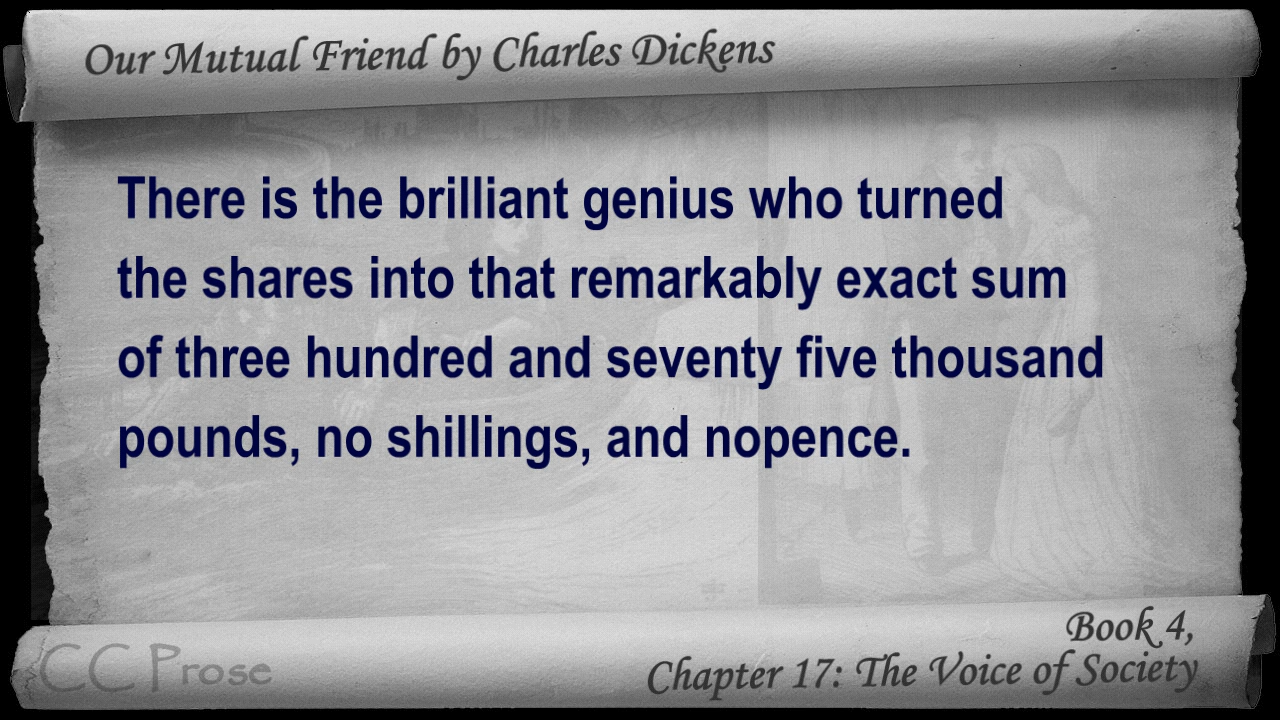 Our Mutual Friend by Charles Dickens
There is the brilliant genius who turned
the shares into that remarkably exact sum
of three hundred and seventy five thousand
pounds, no shillings, and nopence.
Book 4,
CC Prose
Chapter 17: The Voice of Society